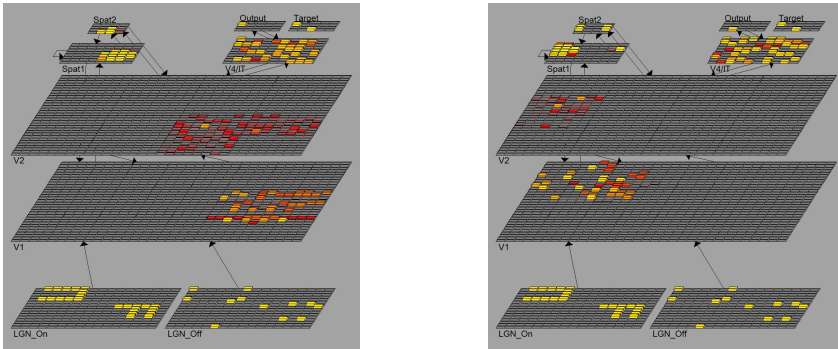 Spat2
Output
Target
Spat1
V4/IT
V2
V1
LGN_On
LGN_Off
Spat2
Output
Target
Spat1
V4/IT
V2
V1
LGN_On
LGN_Off